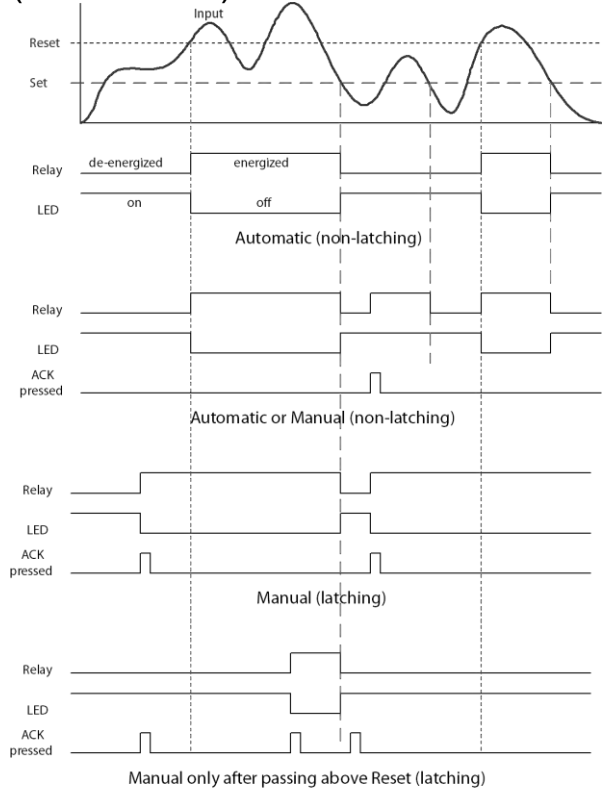 Input
Reset
Set
de-energized energized
Relay
LED
on off
Automatic (non-latching)
Relay
LED
ACK
pressed
Automatic or Manual (non-latching)
Relay
LED
ACK
pressed
Manual (latching)
Relay
LED
ACK
pressed
Manual only after passing above Reset (latching)